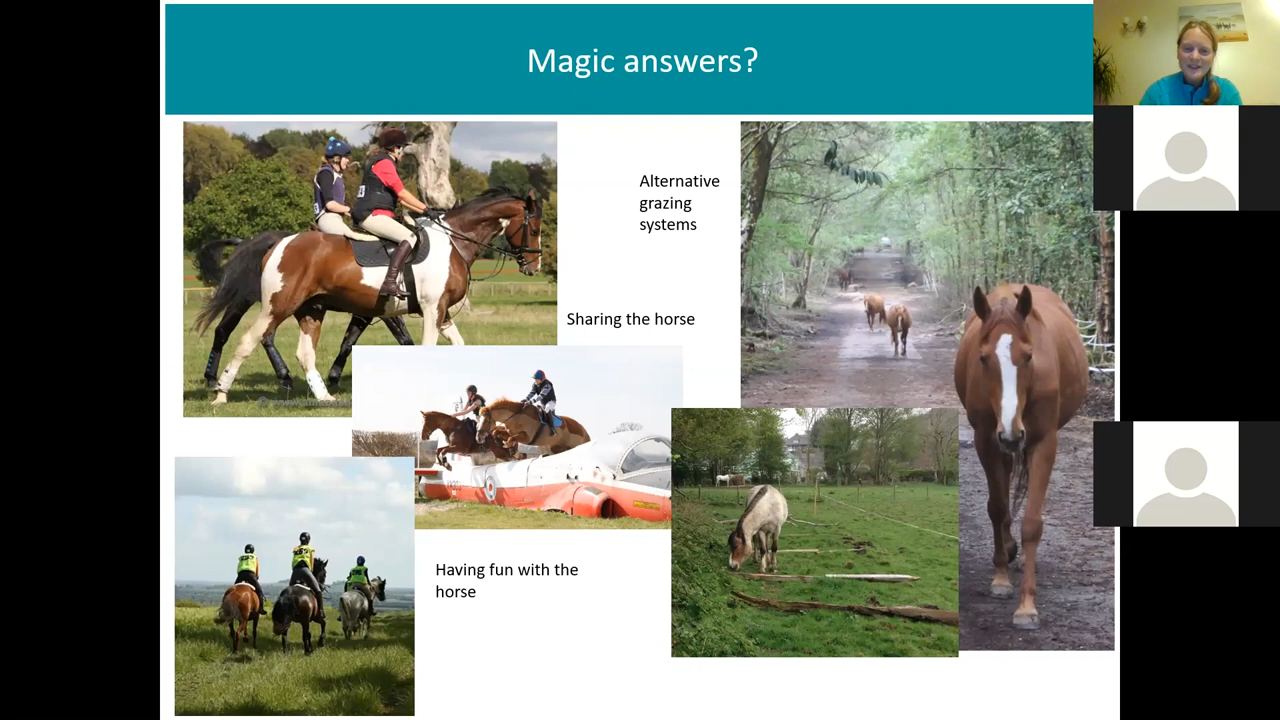 Magic answers?
Alternative
grazing
systems
Sharing the horse
Having fun with the
horse